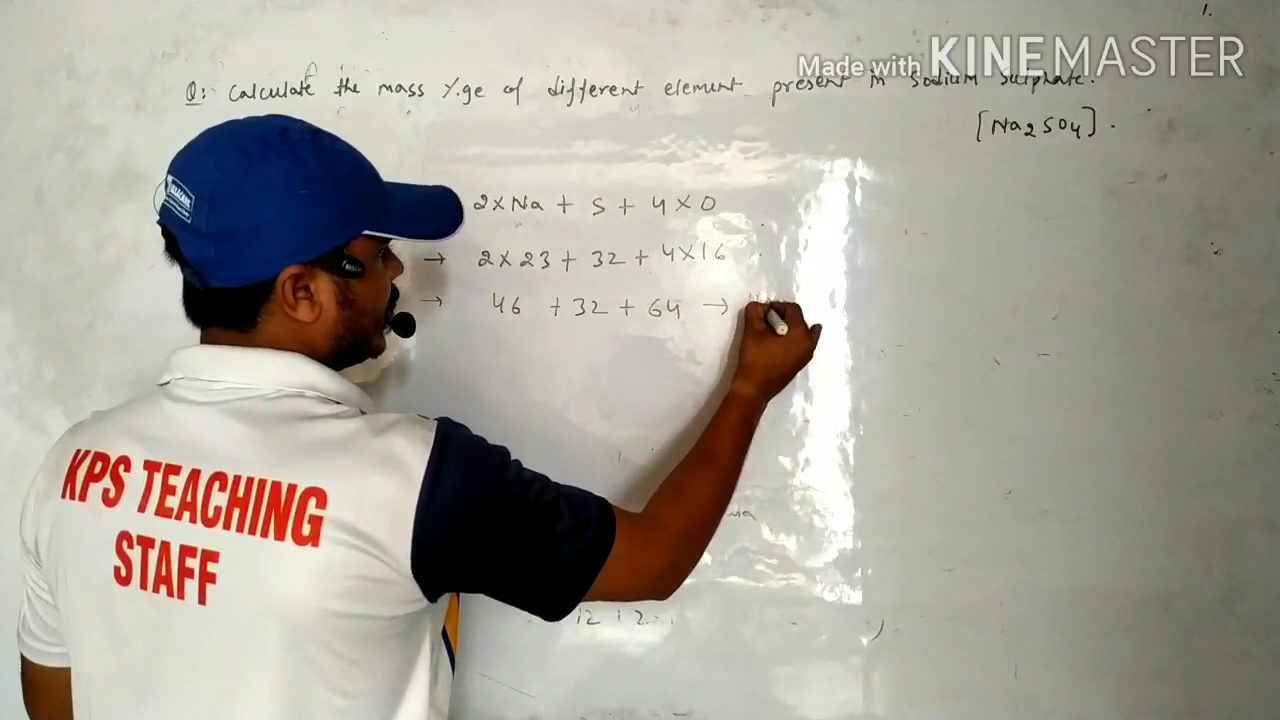 1.
Made with KINEMASTER
Q: Calculate the mass %ge of different element present in Sodium Sulphate.
[Na2SO4].
2×Na + S + 4×O
→ 2×23 + 32 + 4×16
→ 46 + 32 + 64 →
KPS TEACHING
STAFF